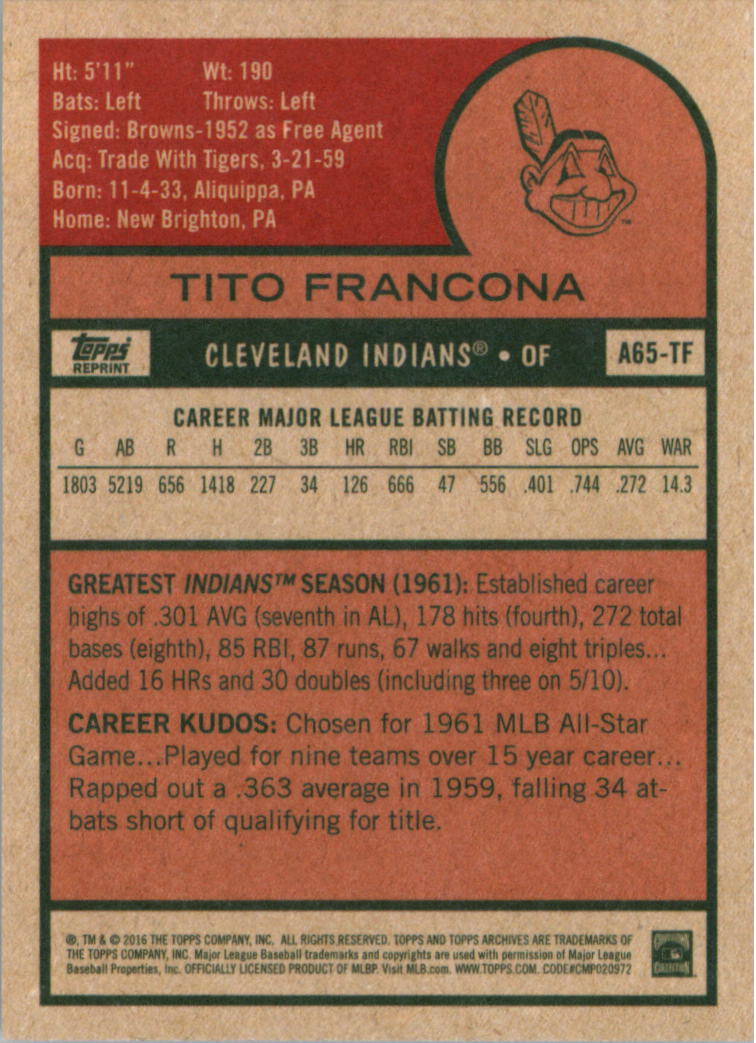 Ht: 5'11" Wt: 190
Bats: Left Throws: Left
Signed: Browns-1952 as Free Agent
Acq: Trade With Tigers, 3-21-59
Born: 11-4-33, Aliquippa, PA
Home: New Brighton, PA
TM
TITO FRANCONA
Topps
REPRINT
CLEVELAND INDIANS® • OF
A65-TF
CAREER MAJOR LEAGUE BATTING RECORD
G AB R H 2B 3B HR RBI SB BB SLG OPS AVG WAR
1803 5219 656 1418 227 34 126 666 47 556 .401 .744 .272 14.3
GREATEST INDIANS™ SEASON (1961): Established career
highs of .301 AVG (seventh in AL), 178 hits (fourth), 272 total
bases (eighth), 85 RBI, 87 runs, 67 walks and eight triples...
Added 16 HRs and 30 doubles (including three on 5/10).
CAREER KUDOS: Chosen for 1961 MLB All-Star
Game...Played for nine teams over 15 year career...
Rapped out a .363 average in 1959, falling 34 at-
bats short of qualifying for title.
®, TM & © 2016 THE TOPPS COMPANY, INC. ALL RIGHTS RESERVED. TOPPS AND TOPPS ARCHIVES ARE TRADEMARKS OF
THE TOPPS COMPANY, INC. Major League Baseball trademarks and copyrights are used with permission of Major League
Baseball Properties, Inc. OFFICIALLY LICENSED PRODUCT OF MLBP. Visit MLB.com. WWW.TOPPS.COM. CODE#CMP020972
COOPERSTOWN
COLLECTION